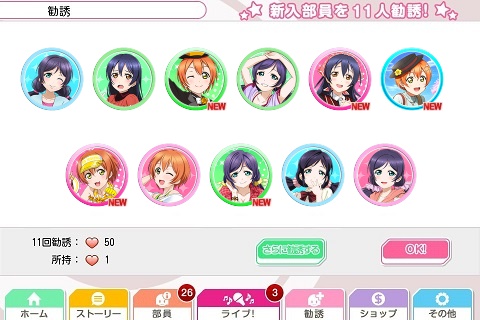 勧誘
新入部員を11人勧誘!
NEW
NEW
NEW
NEW
NEW
11回勧誘: 50
所持: 1
さらに勧誘する
OK!
26
3
ホーム
ストーリー
部員
ライブ!
勧誘
ショップ
その他